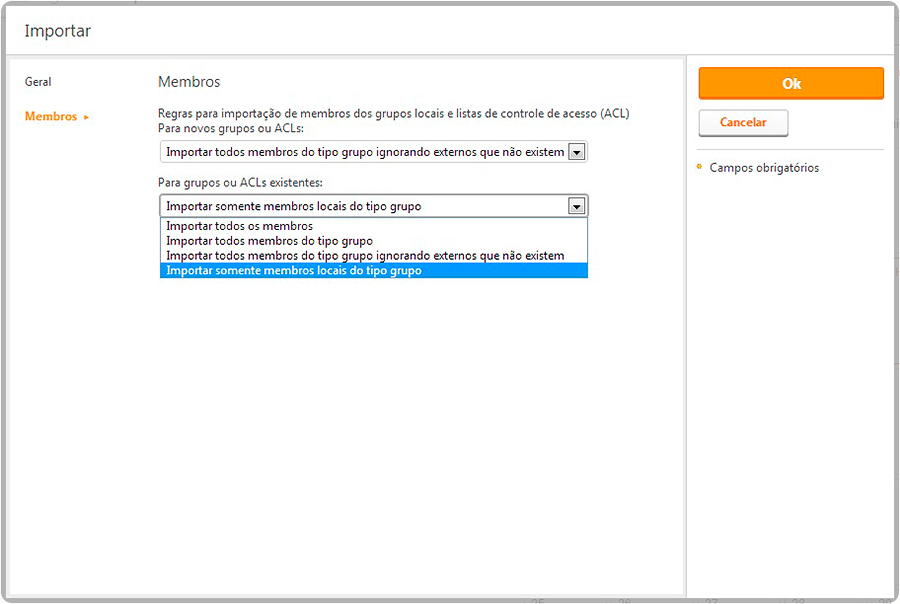 Importar
Geral
Membros
Membros
Regras para importação de membros dos grupos locais e listas de controle de acesso (ACL)
Para novos grupos ou ACLs:
Importar todos membros do tipo grupo ignorando externos que não existem
Para grupos ou ACLs existentes:
Importar somente membros locais do tipo grupo
Importar todos os membros
Importar todos membros do tipo grupo
Importar todos membros do tipo grupo ignorando externos que não existem
Importar somente membros locais do tipo grupo
Ok
Cancelar
* Campos obrigatórios